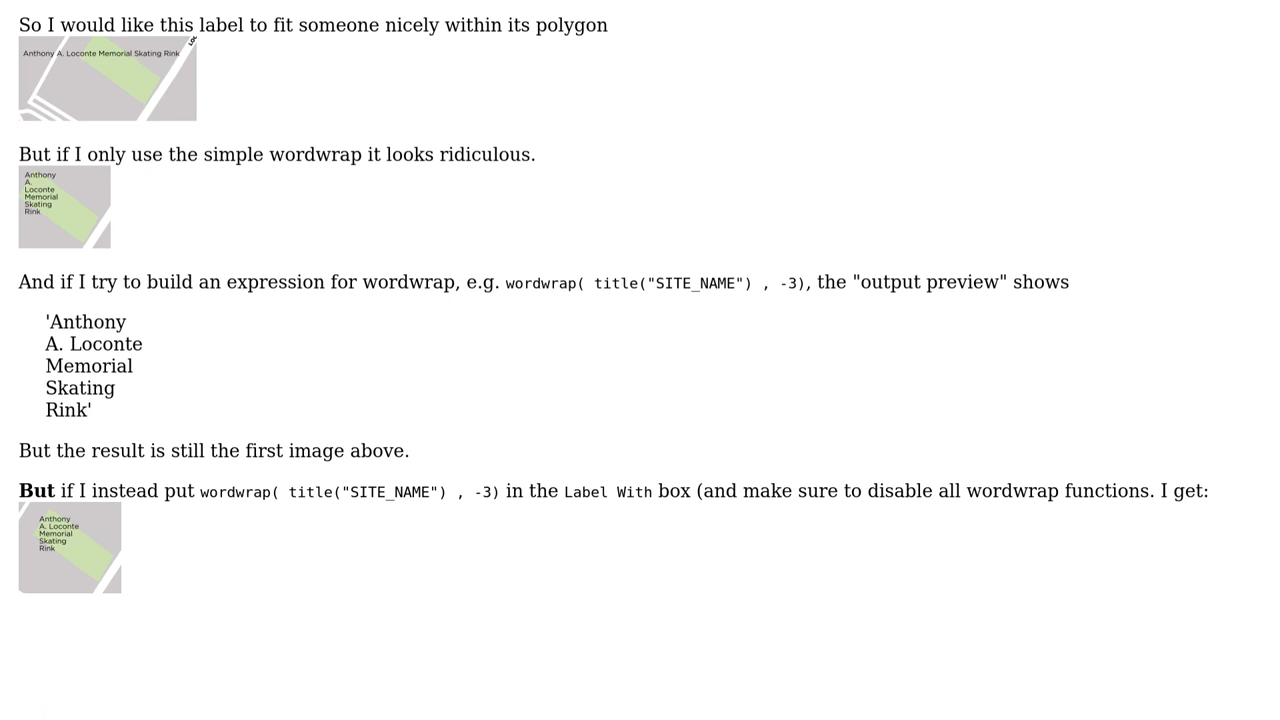 So I would like this label to fit someone nicely within its polygon
LOC
Anthony A. Loconte Memorial Skating Rink
But if I only use the simple wordwrap it looks ridiculous.
Anthony
A.
Loconte
Memorial
Skating
Rink
And if I try to build an expression for wordwrap, e.g. wordwrap( title("SITE_NAME") , -3), the "output preview" shows
'Anthony
A. Loconte
Memorial
Skating
Rink'
But the result is still the first image above.
But if I instead put wordwrap( title("SITE_NAME") , -3) in the Label With box (and make sure to disable all wordwrap functions. I get:
Anthony
A. Loconte
Memorial
Skating
Rink